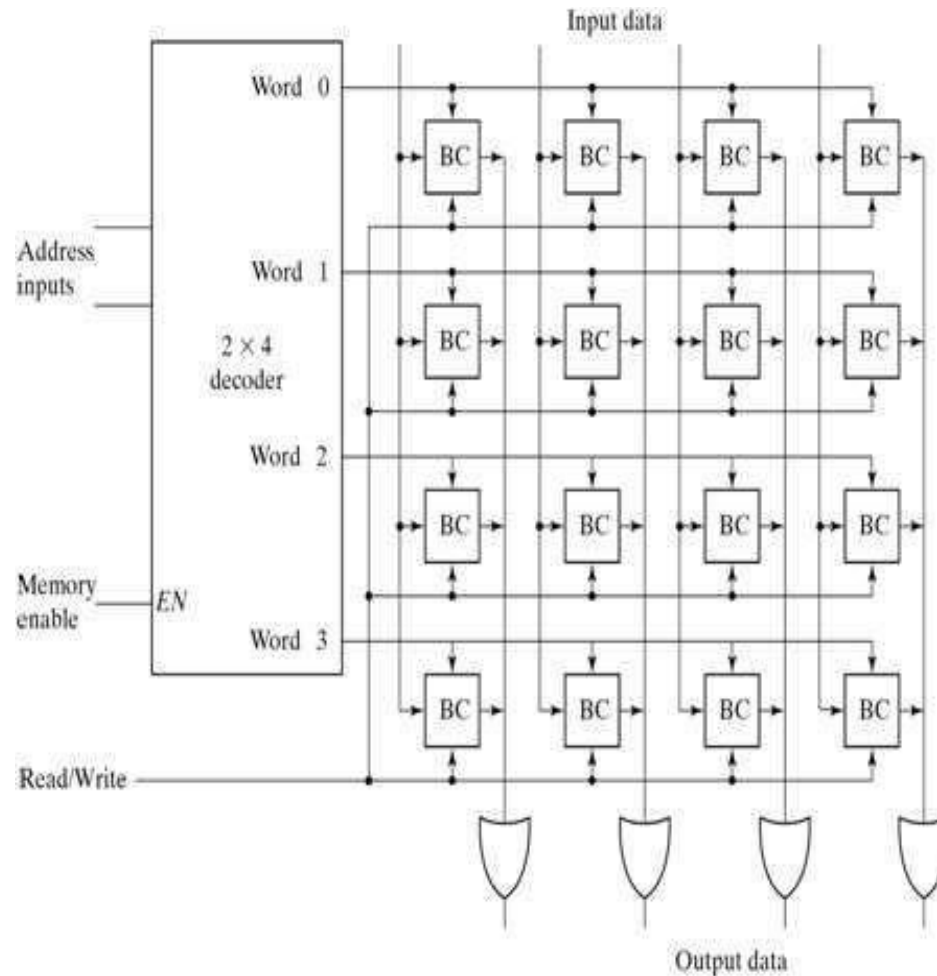 Input data
Word 0
BC BC BC BC
Address
inputs
Word 1
2 × 4
decoder
BC BC BC BC
Word 2
BC BC BC BC
Memory
enable
EN
Word 3
BC BC BC BC
Read/Write
Output data